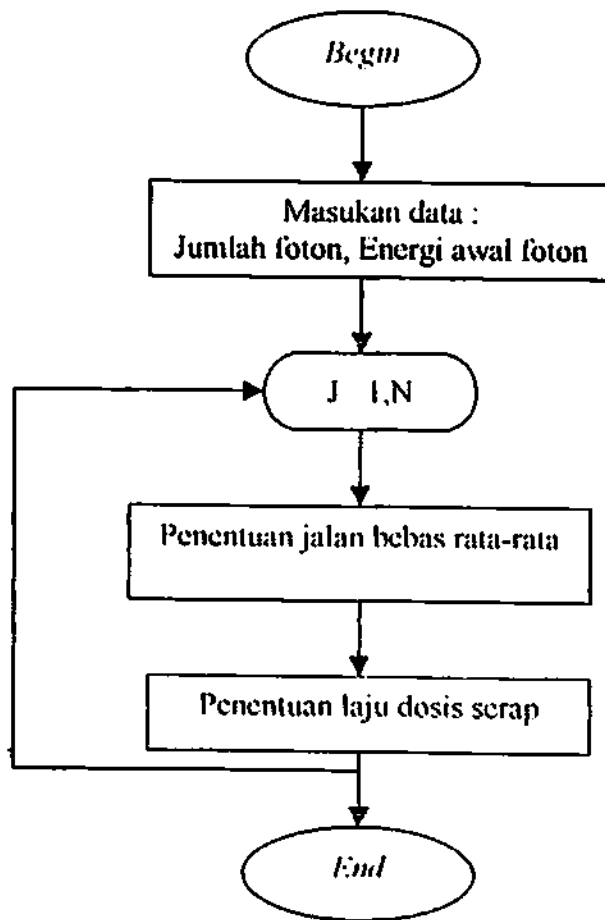 Begin
Masukan data :
Jumlah foton, Energi awal foton
J 1,N
Penentuan jalan bebas rata-rata
Penentuan laju dosis serap
End